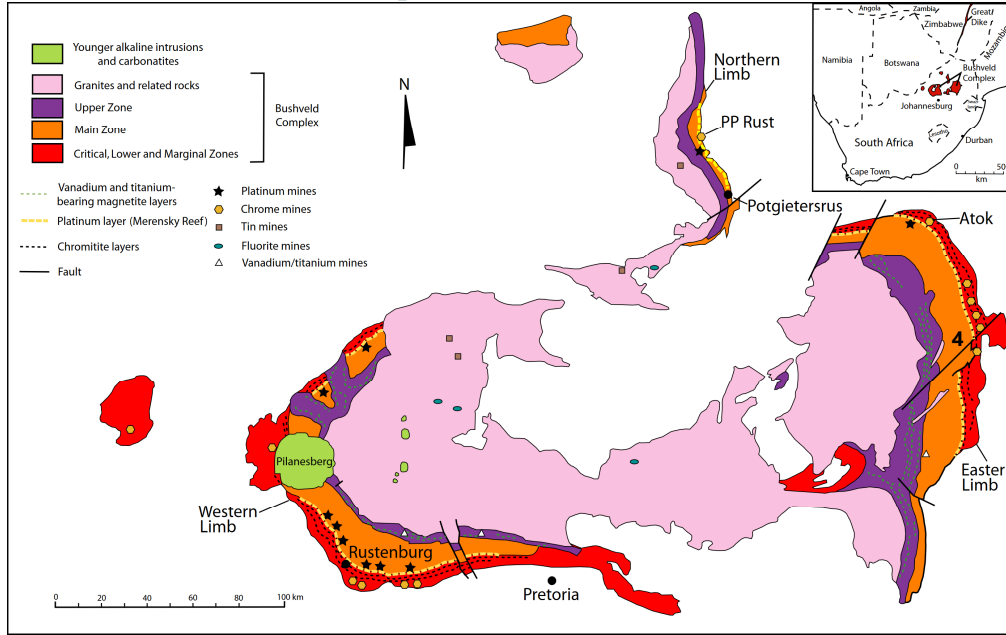 Younger alkaline intrusions
and carbonatites
Granites and related rocks
Upper Zone
Main Zone
Critical, Lower and Marginal Zones
Bushveld
Complex
Vanadium and titanium-
bearing magnetite layers
Platinum layer (Merensky Reef)
Chromitite layers
Fault
Platinum mines
Chrome mines
Tin mines
Fluorite mines
Vanadium/titanium mines
N
Northern
Limb
PP Rust
Potgietersrus
Angola
Zambia
Great
Dike
Zimbabwe
Mozambic
Namibia
Botswana
Bushveld
Complex
Johannesburg
South Africa
Lesotho
Durban
Cape Town
0 50
km
Atok
4
Easter
Limb
Pilanesberg
Western
Limb
Rustenburg
Pretoria
0 20 40 60 80 100 km